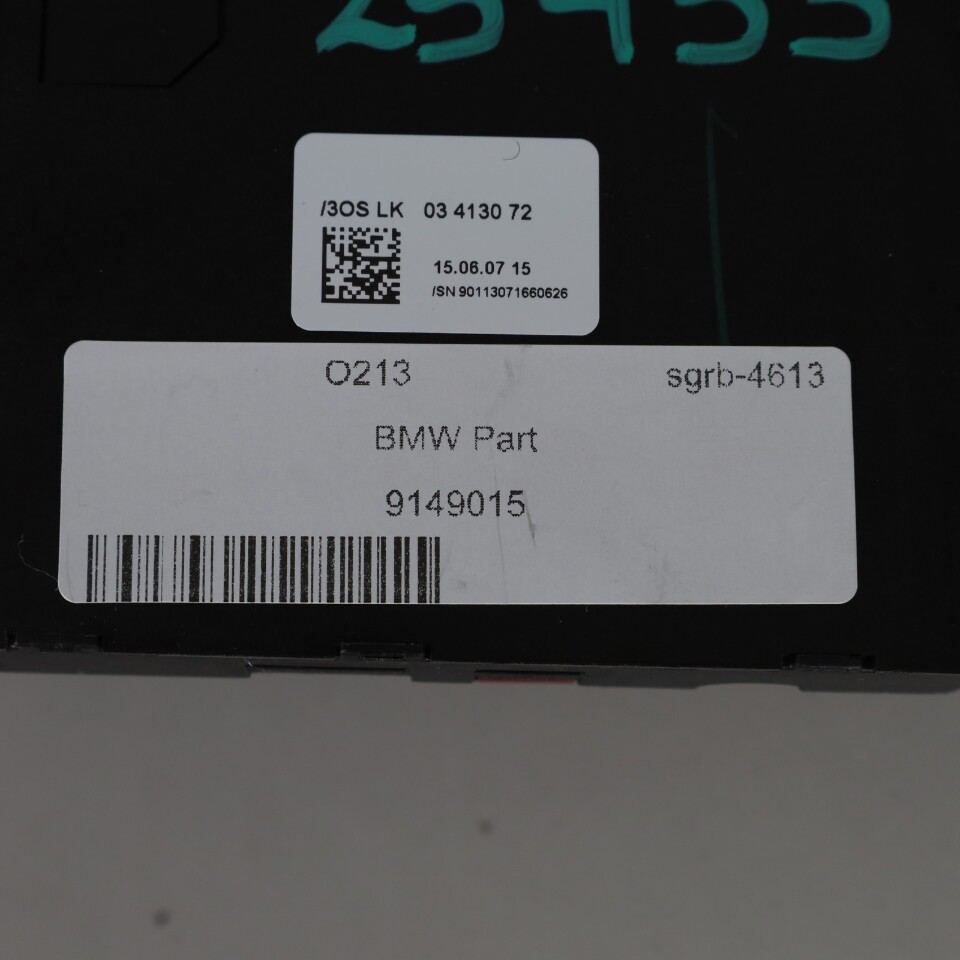 /3OS LK 03 4130 72
15.06.07 15
/SN 90113071660626
O213 sgrb-4613
BMW Part
9149015